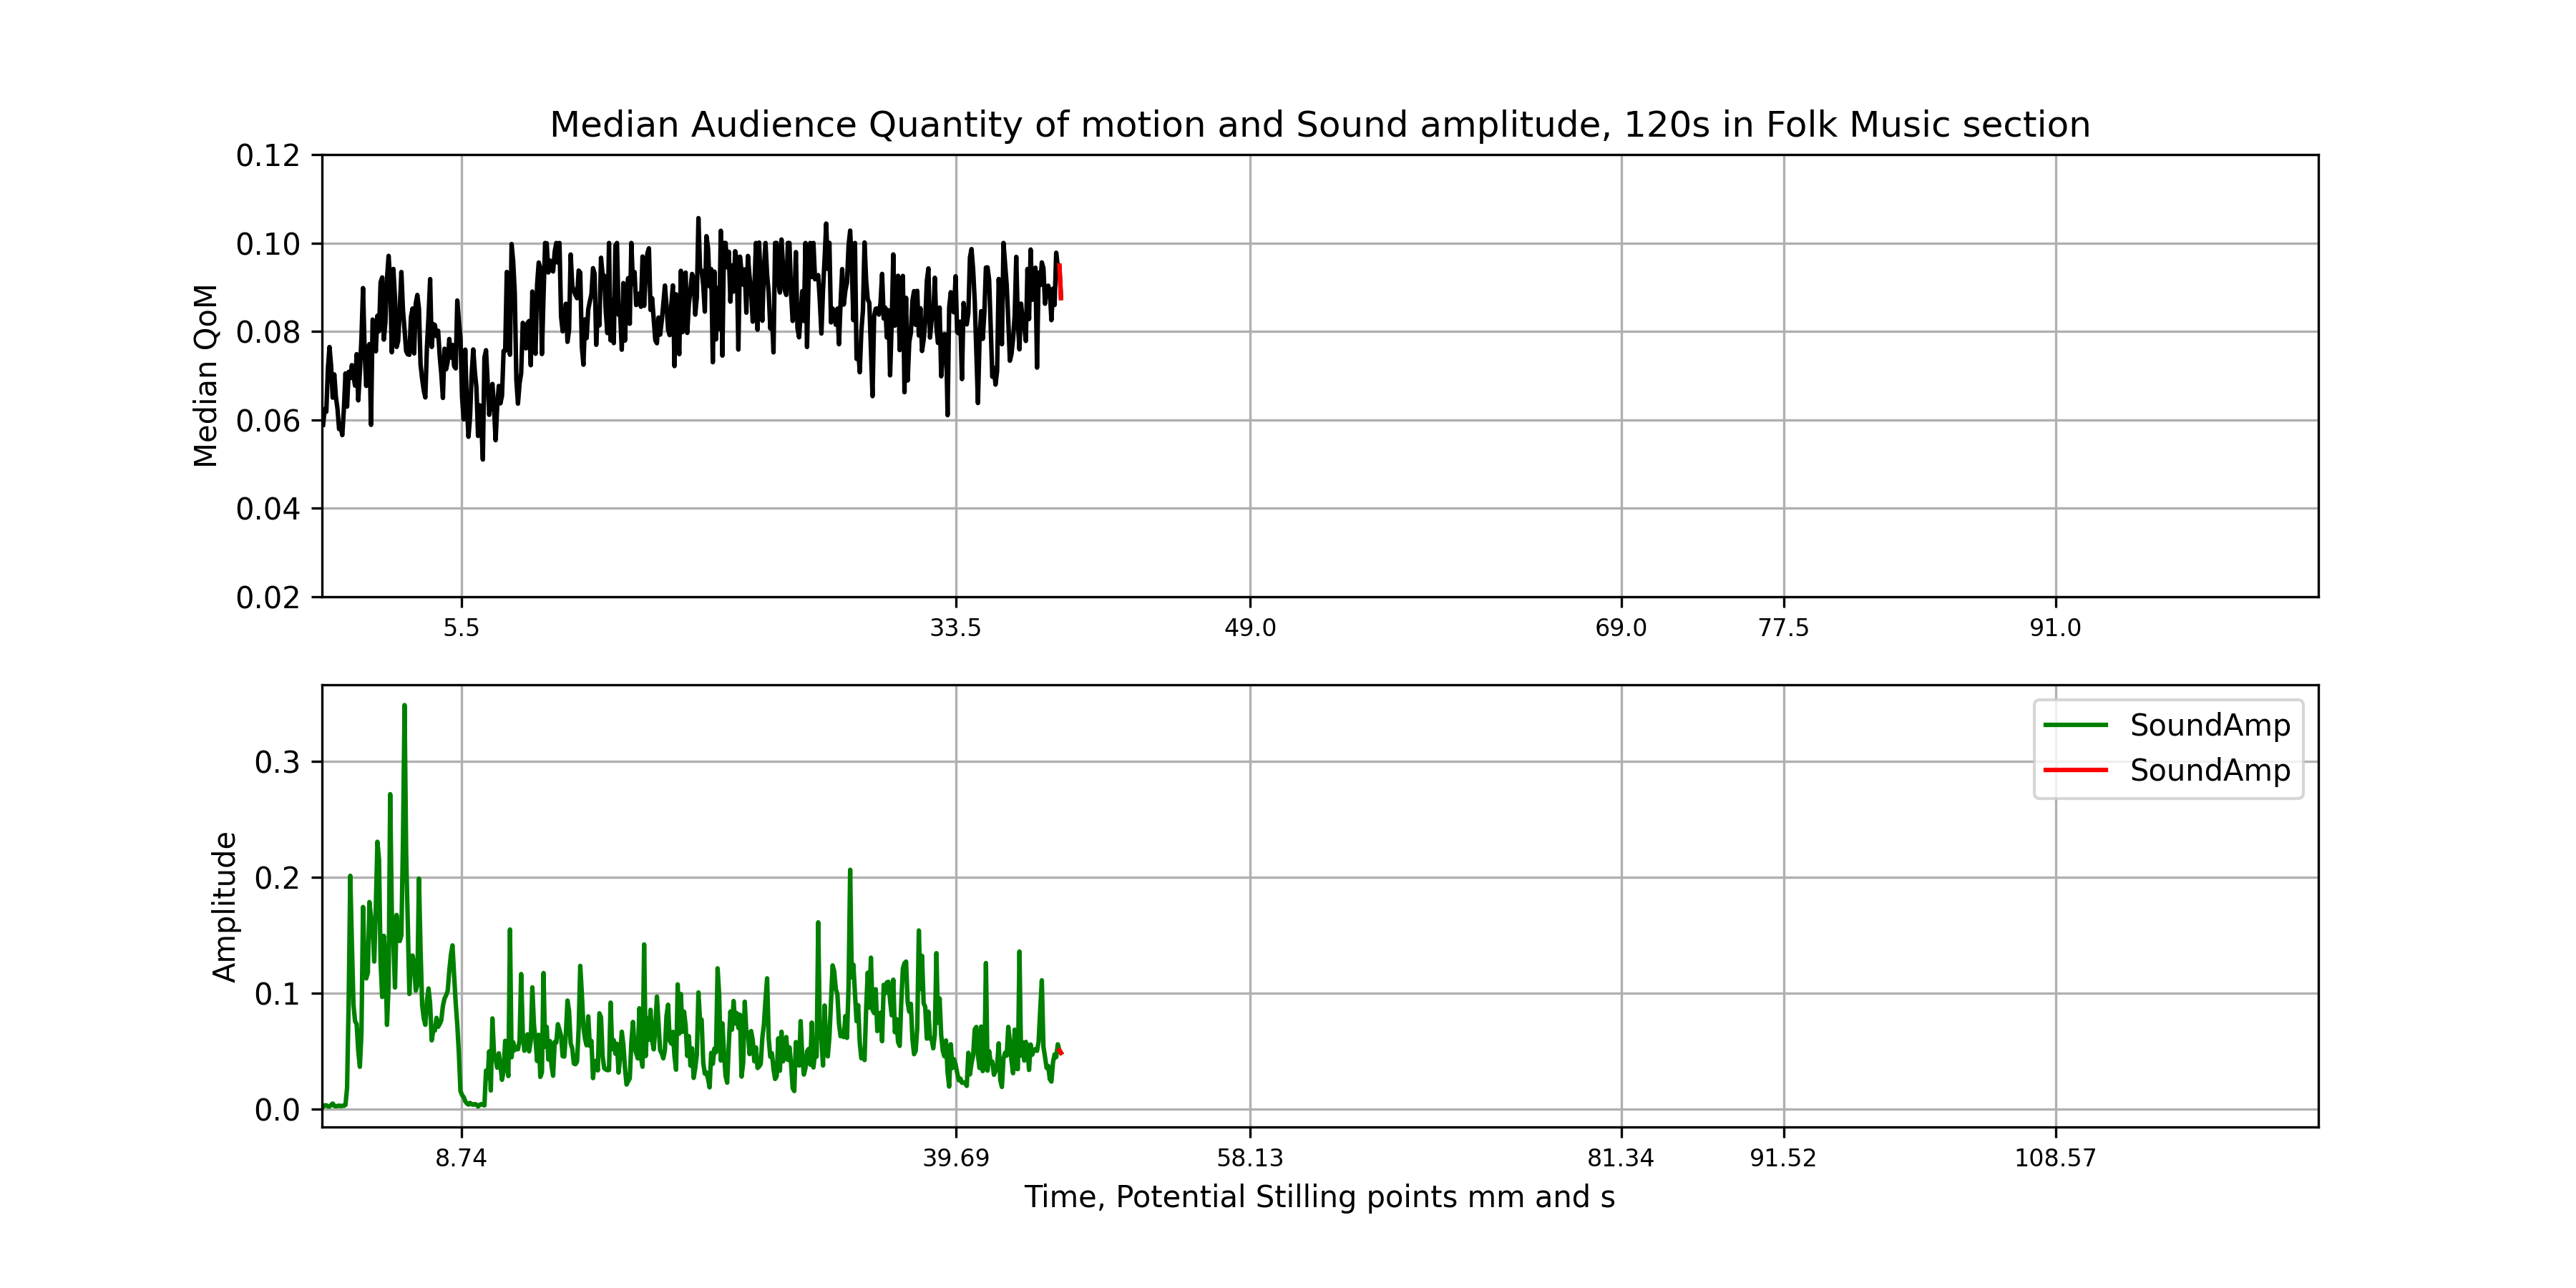 Median Audience Quantity of motion and Sound amplitude, 120s in Folk Music section
0.12
0.10
0.08
0.06
0.04
0.02
Median QoM
5.5 33.5 49.0 69.0 77.5 91.0
SoundAmp
SoundAmp
0.3
0.2
0.1
0.0
Amplitude
8.74 39.69 58.13 81.34 91.52 108.57
Time, Potential Stilling points mm and s